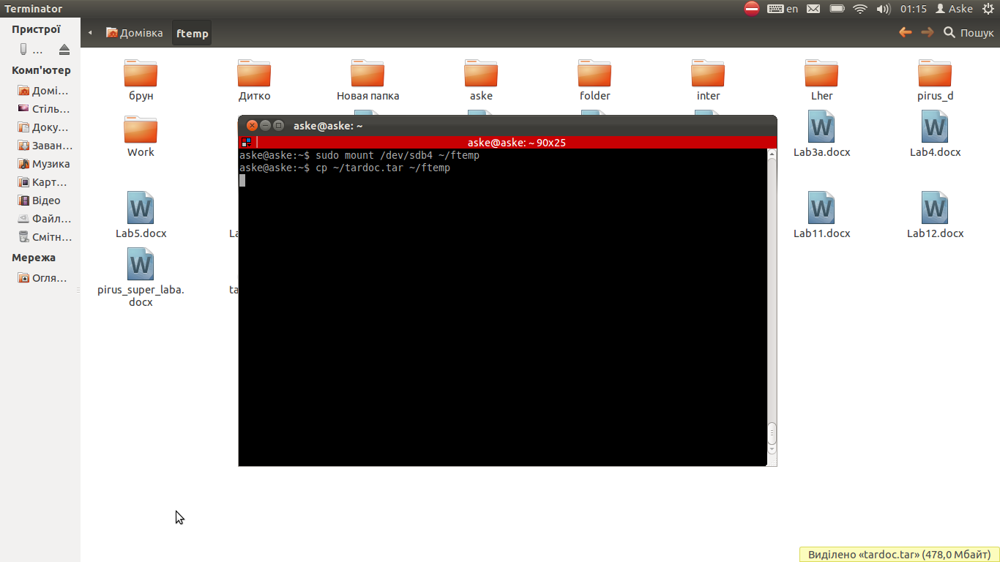 Terminator
en
01:15
Aske
Пристрої
...
Комп'ютер
Домі...
Стіль...
Доку...
Заван...
Музика
Карт...
Відео
Файл...
Смітн...
Мережа
Огля...
Домівка
ftemp
Пошук
брун
Дитко
Новая папка
aske
folder
inter
Lher
pirus_d
Work
Lab3a.docx
Lab4.docx
Lab5.docx
La
Lab11.docx
Lab12.docx
pirus_super_laba.
docx
ta
aske@aske: ~
aske@aske: ~ 90x25
aske@aske:~$ sudo mount /dev/sdb4 ~/ftemp
aske@aske:~$ cp ~/tardoc.tar ~/ftemp
Виділено «tardoc.tar» (478,0 Мбайт)